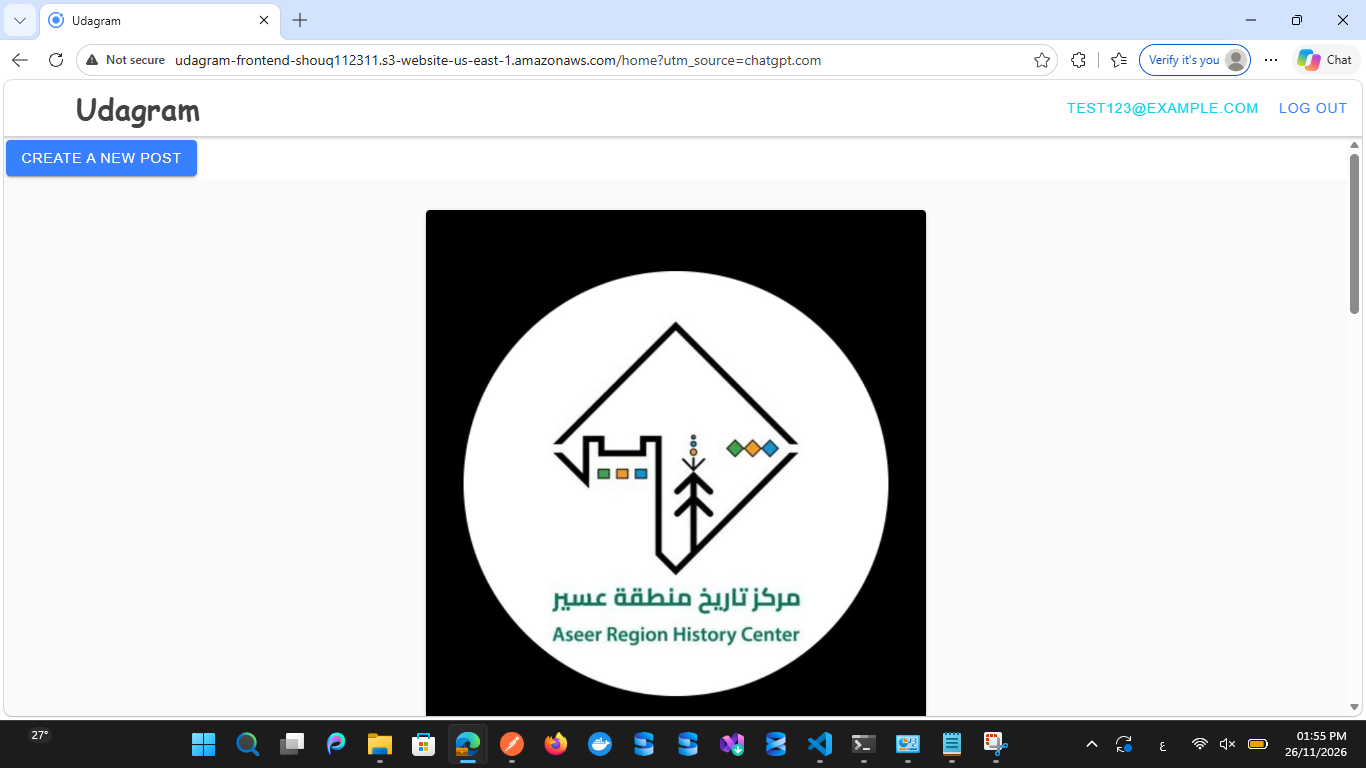 Udagram
Not secure
udagram-frontend-shouq112311.s3-website-us-east-1.amazonaws.com/home?utm_source=chatgpt.com
Verify it's you
Chat
Udagram
TEST123@EXAMPLE.COM
LOG OUT
CREATE A NEW POST
مركز تاريخ منطقة عسير
Aseer Region History Center
27°
ع
01:55 PM
26/11/2026